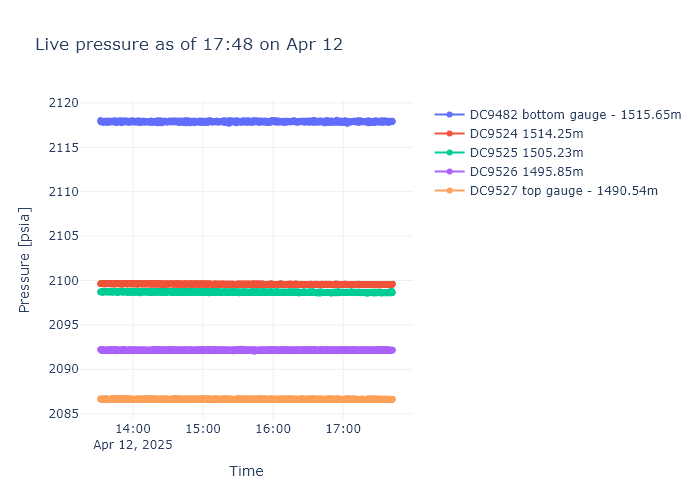 Live pressure as of 17:48 on Apr 12
2120
2115
2110
2105
2100
2095
2090
2085
Pressure [psia]
14:00
Apr 12, 2025
15:00
16:00
17:00
Time
DC9482 bottom gauge - 1515.65m
DC9524 1514.25m
DC9525 1505.23m
DC9526 1495.85m
DC9527 top gauge - 1490.54m